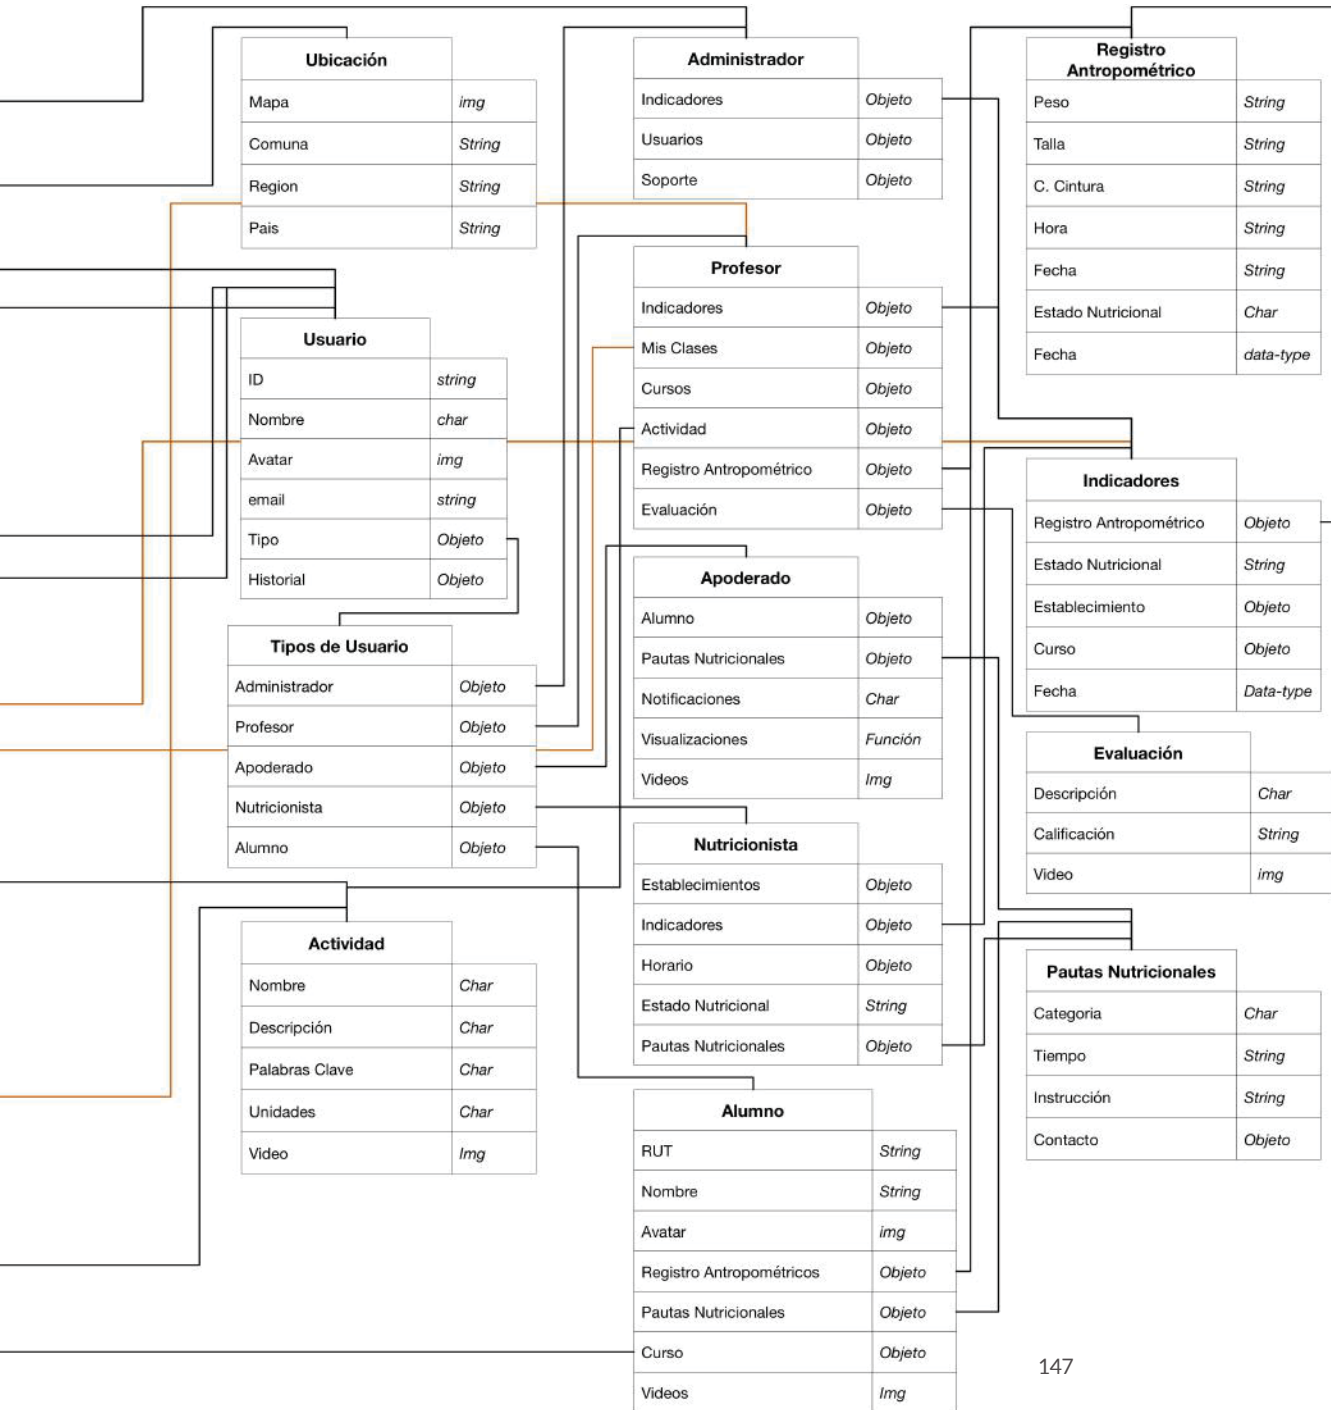 Ubicación
Mapa img
Comuna String
Region String
Pais String
Usuario
ID string
Nombre char
Avatar img
email string
Tipo Objeto
Historial Objeto
Tipos de Usuario
Administrador Objeto
Profesor Objeto
Apoderado Objeto
Nutricionista Objeto
Alumno Objeto
Actividad
Nombre Char
Descripción Char
Palabras Clave Char
Unidades Char
Video Img
Administrador
Indicadores Objeto
Usuarios Objeto
Soporte Objeto
Profesor
Indicadores Objeto
Mis Clases Objeto
Cursos Objeto
Actividad Objeto
Registro Antropométrico Objeto
Evaluación Objeto
Apoderado
Alumno Objeto
Pautas Nutricionales Objeto
Notificaciones Char
Visualizaciones Función
Videos Img
Nutricionista
Establecimientos Objeto
Indicadores Objeto
Horario Objeto
Estado Nutricional String
Pautas Nutricionales Objeto
Alumno
RUT String
Nombre String
Avatar img
Registro Antropométricos Objeto
Pautas Nutricionales Objeto
Curso Objeto
Videos Img
Registro
Antropométrico
Peso String
Talla String
C. Cintura String
Hora String
Fecha String
Estado Nutricional Char
Fecha data-type
Indicadores
Registro Antropométrico Objeto
Estado Nutricional String
Establecimiento Objeto
Curso Objeto
Fecha Data-type
Evaluación
Descripción Char
Calificación String
Video img
Pautas Nutricionales
Categoria Char
Tiempo String
Instrucción String
Contacto Objeto
147